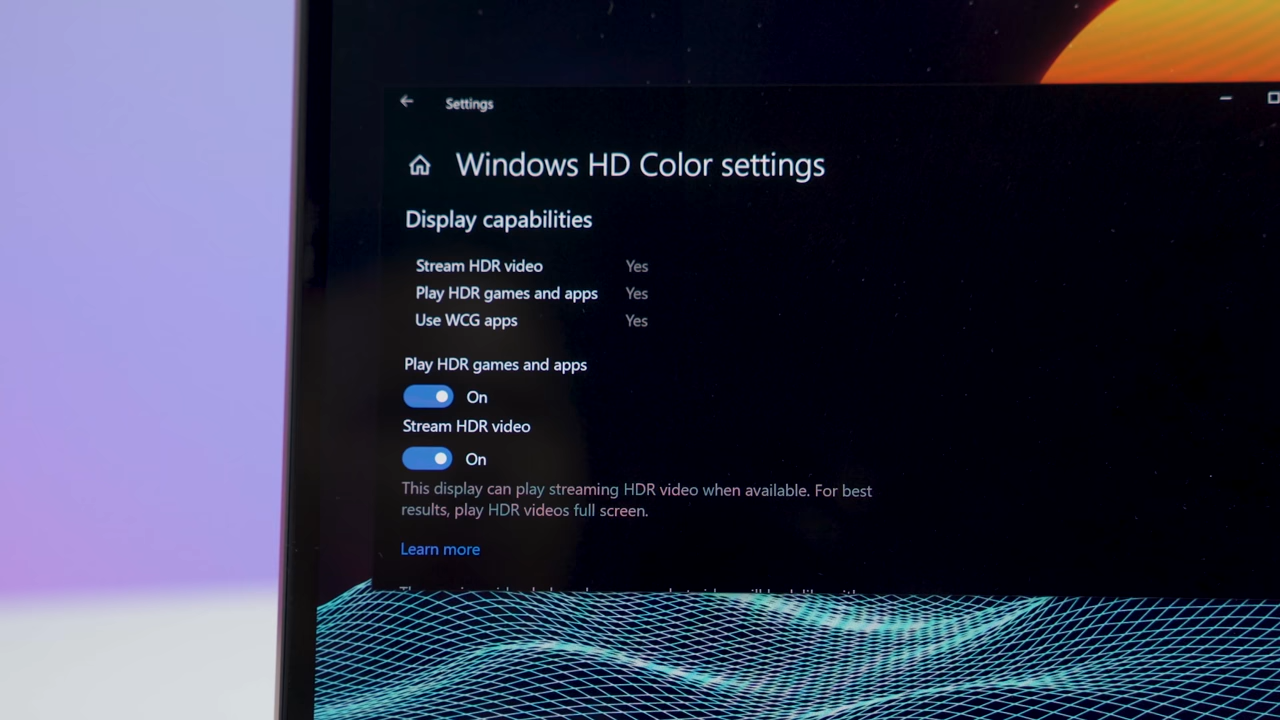 Settings
Windows HD Color settings
Display capabilities
Stream HDR video Yes
Play HDR games and apps Yes
Use WCG apps Yes
Play HDR games and apps
On
Stream HDR video
On
This display can play streaming HDR video when available. For best
results, play HDR videos full screen.
Learn more